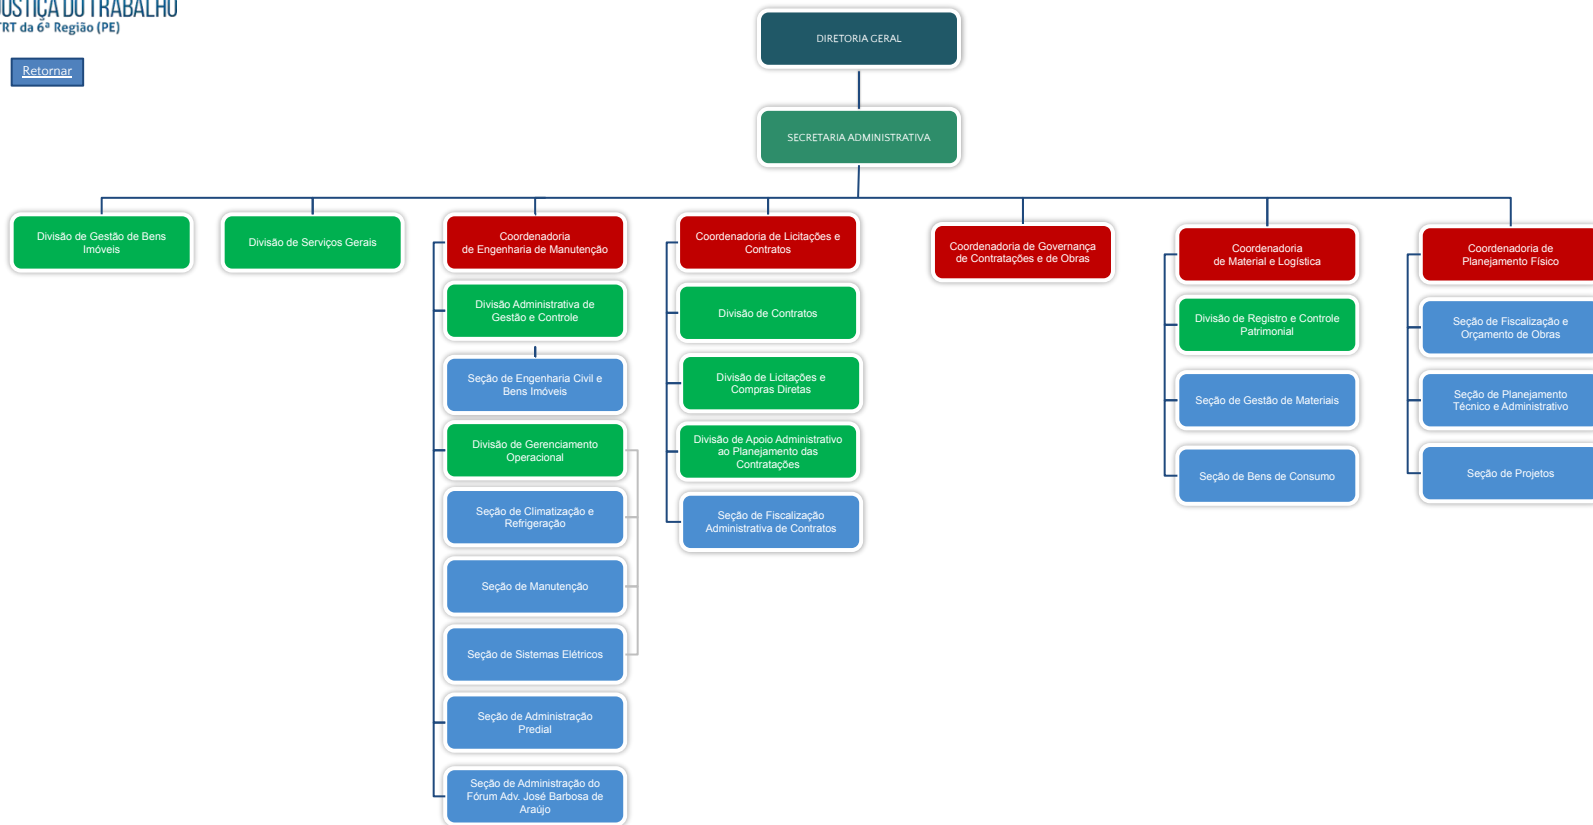 JUSTIÇA DO TRABALHO
TRT da 6ª Região (PE)
Retornar
DIRETORIA GERAL
SECRETARIA ADMINISTRATIVA
Divisão de Gestão de Bens
Imóveis
Divisão de Serviços Gerais
Coordenadoria
de Engenharia de Manutenção
Divisão Administrativa de
Gestão e Controle
Seção de Engenharia Civil e
Bens Imóveis
Divisão de Gerenciamento
Operacional
Seção de Climatização e
Refrigeração
Seção de Manutenção
Seção de Sistemas Elétricos
Seção de Administração
Predial
Seção de Administração do
Fórum Adv. José Barbosa de
Araújo
Coordenadoria de Licitações e
Contratos
Divisão de Contratos
Divisão de Licitações e
Compras Diretas
Divisão de Apoio Administrativo
ao Planejamento das
Contratações
Seção de Fiscalização
Administrativa de Contratos
Coordenadoria de Governança
de Contratações e de Obras
Coordenadoria
de Material e Logística
Divisão de Registro e Controle
Patrimonial
Seção de Gestão de Materiais
Seção de Bens de Consumo
Coordenadoria de
Planejamento Físico
Seção de Fiscalização e
Orçamento de Obras
Seção de Planejamento
Técnico e Administrativo
Seção de Projetos